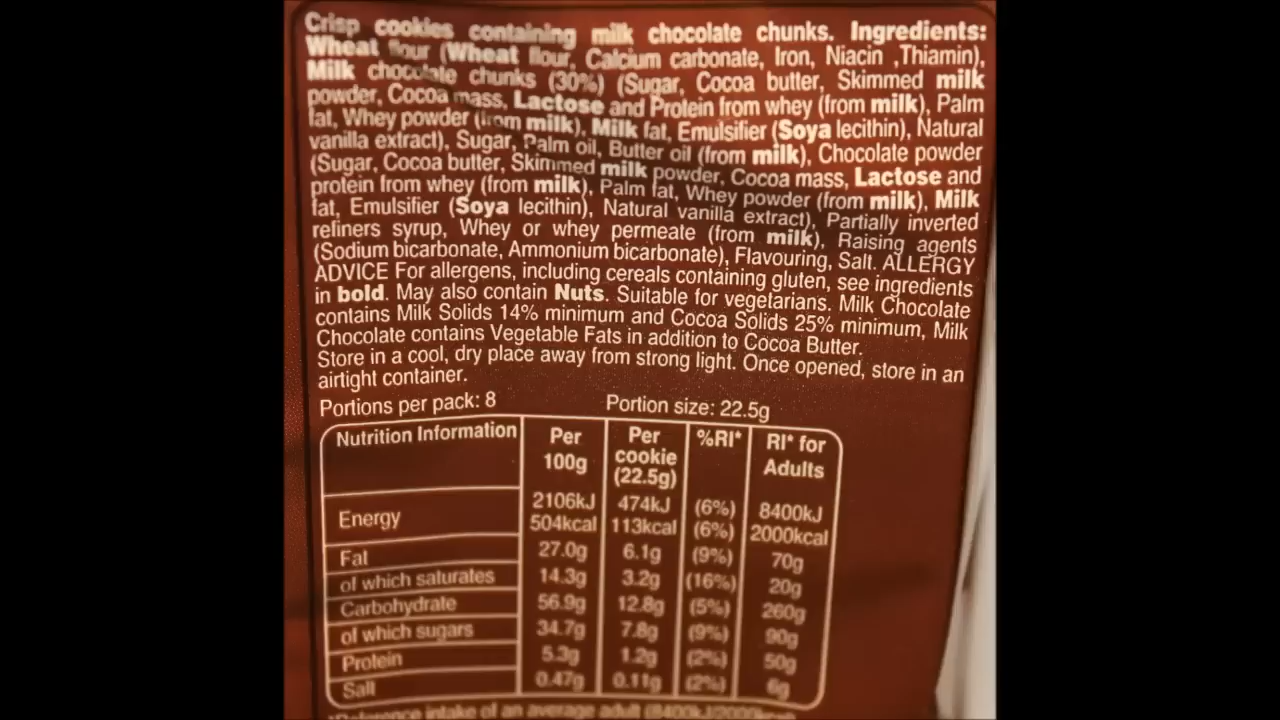 Crisp cookies containing milk chocolate chunks. Ingredients:
Wheat flour (Wheat flour, Calcium carbonate, Iron, Niacin ,Thiamin),
Milk chocolate chunks (30%) (Sugar, Cocoa butter, Skimmed milk
powder, Cocoa mass, Lactose and Protein from whey (from milk), Palm
fat, Whey powder (from milk), Milk fat, Emulsifier (Soya lecithin), Natural
vanilla extract), Sugar, Palm oil, Butter oil (from milk), Chocolate powder
(Sugar, Cocoa butter, Skimmed milk powder, Cocoa mass, Lactose and
protein from whey (from milk), Palm fat, Whey powder (from milk), Milk
fat, Emulsifier (Soya lecithin), Natural vanilla extract), Partially inverted
refiners syrup, Whey or whey permeate (from milk), Raising agents
(Sodium bicarbonate, Ammonium bicarbonate), Flavouring, Salt. ALLERGY
ADVICE For allergens, including cereals containing gluten, see ingredients
in bold. May also contain Nuts. Suitable for vegetarians. Milk Chocolate
contains Milk Solids 14% minimum and Cocoa Solids 25% minimum, Milk
Chocolate contains Vegetable Fats in addition to Cocoa Butter.
Store in a cool, dry place away from strong light. Once opened, store in an
airtight container.
Portions per pack: 8 Portion size: 22.5g
Nutrition Information Per 100g Per cookie (22.5g) %RI* RI* for Adults
Energy 2106kJ 474kJ (6%) 8400kJ
504kcal 113kcal (6%) 2000kcal
Fat 27.0g 6.1g (9%) 70g
of which saturates 14.3g 3.2g (16%) 20g
Carbohydrate 56.9g 12.8g (5%) 260g
of which sugars 34.7g 7.8g (9%) 90g
Protein 5.3g 1.2g (2%) 50g
Salt 0.47g 0.11g (2%) 6g
*Reference intake of an average adult (8400kJ/2000kcal)